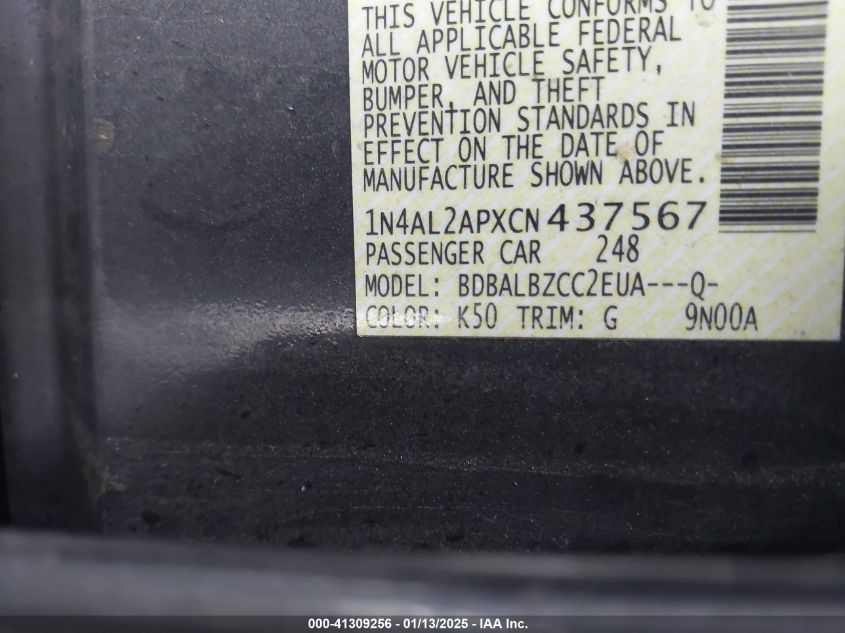 THIS VEHICLE CONFORMS TO
ALL APPLICABLE FEDERAL
MOTOR VEHICLE SAFETY,
BUMPER, AND THEFT
PREVENTION STANDARDS IN
EFFECT ON THE DATE OF
MANUFACTURE SHOWN ABOVE.
1N4AL2APXCN437567
PASSENGER CAR 248
MODEL: BDBALBZCC2EUA---Q-
COLOR: K50 TRIM: G 9N00A
000-41309256 - 01/13/2025 - IAA Inc.